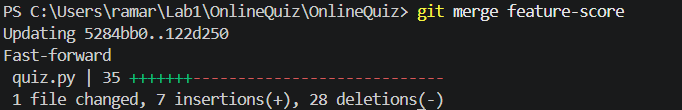 PS C:\Users\ramar\Lab1\OnlineQuiz\OnlineQuiz> git merge feature-score
Updating 5284bb0..122d250
Fast-forward
 quiz.py | 35 +++++++----------------------------
 1 file changed, 7 insertions(+), 28 deletions(-)